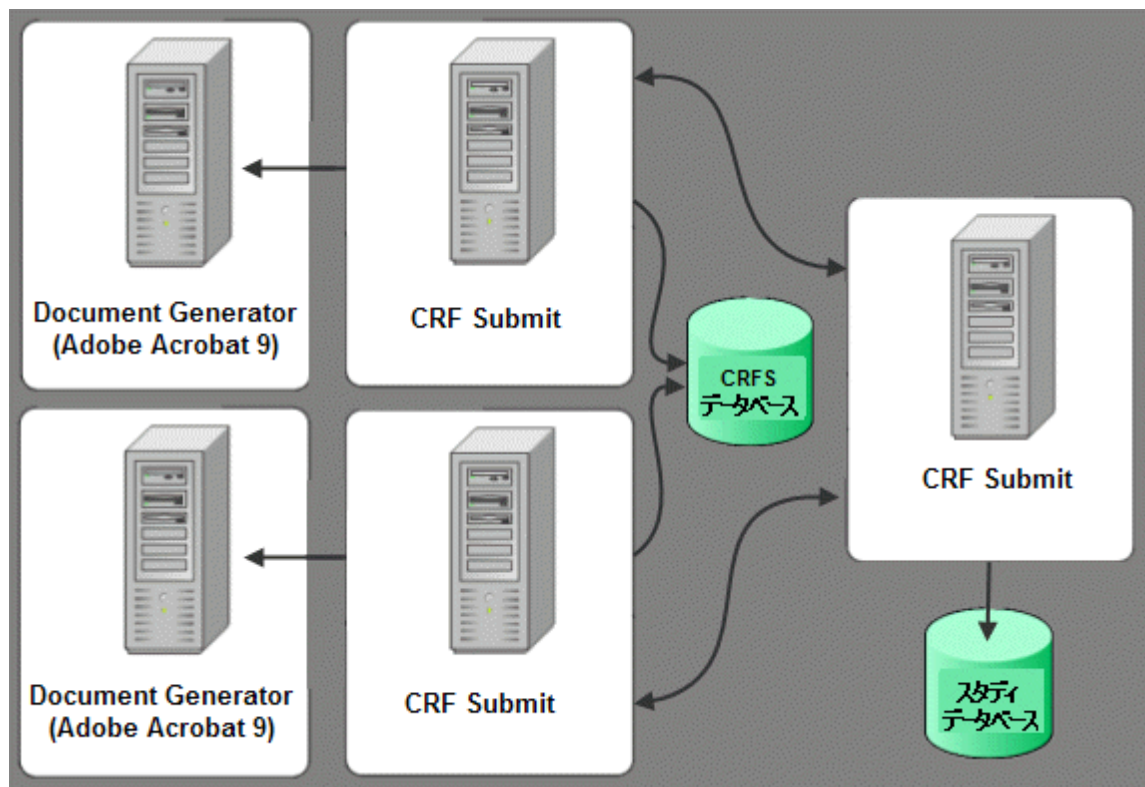 Document Generator
(Adobe Acrobat 9)
CRF Submit
CRFS
データベース
CRF Submit
Document Generator
(Adobe Acrobat 9)
CRF Submit
スタディ
データベース